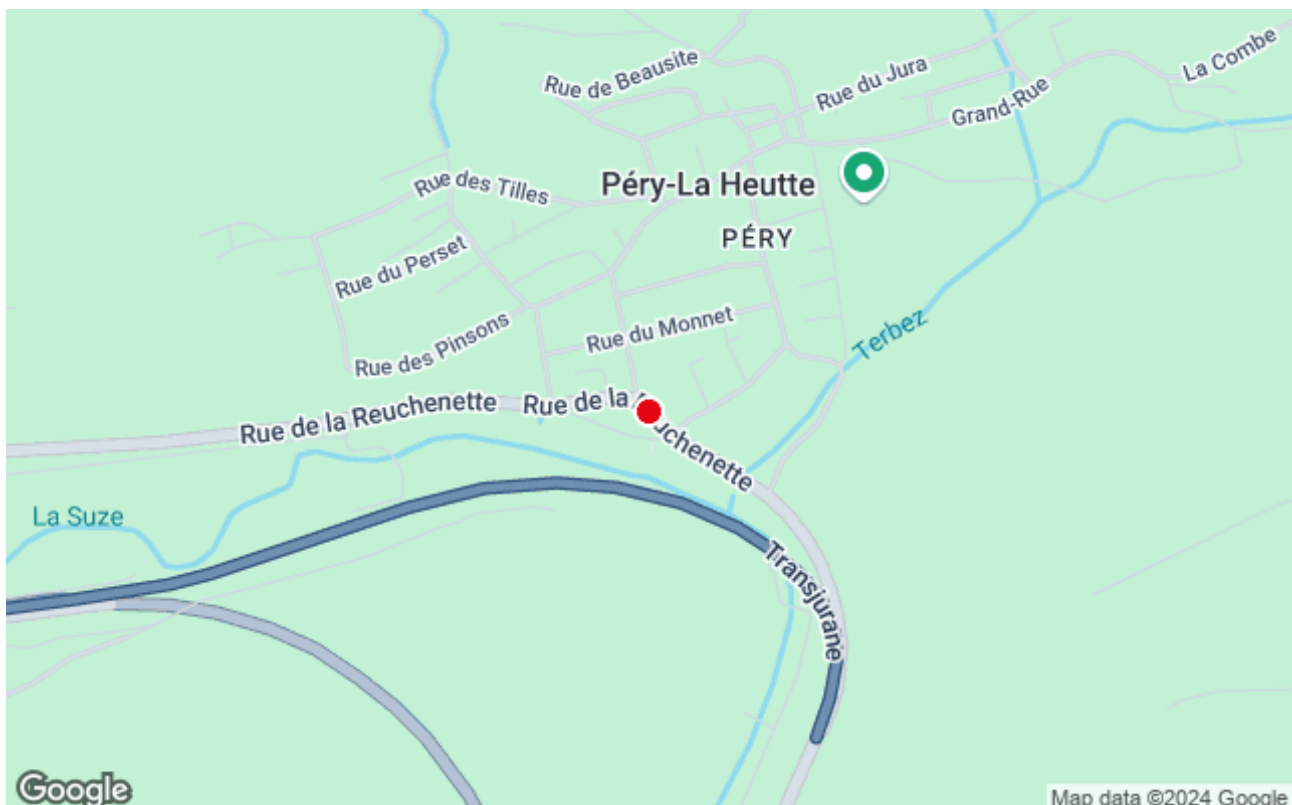 Rue de Beausite
Rue du Jura
La Combe
Grand-Rue
Rue des Tilles
Péry-La Heutte
PÉRY
Rue du Perset
Terbez
Rue du Monnet
Rue des Pinsons
Rue de la Reuchenette
Rue de la
uchenette
La Suze
Transjurane
Google
Map data ©2024 Google